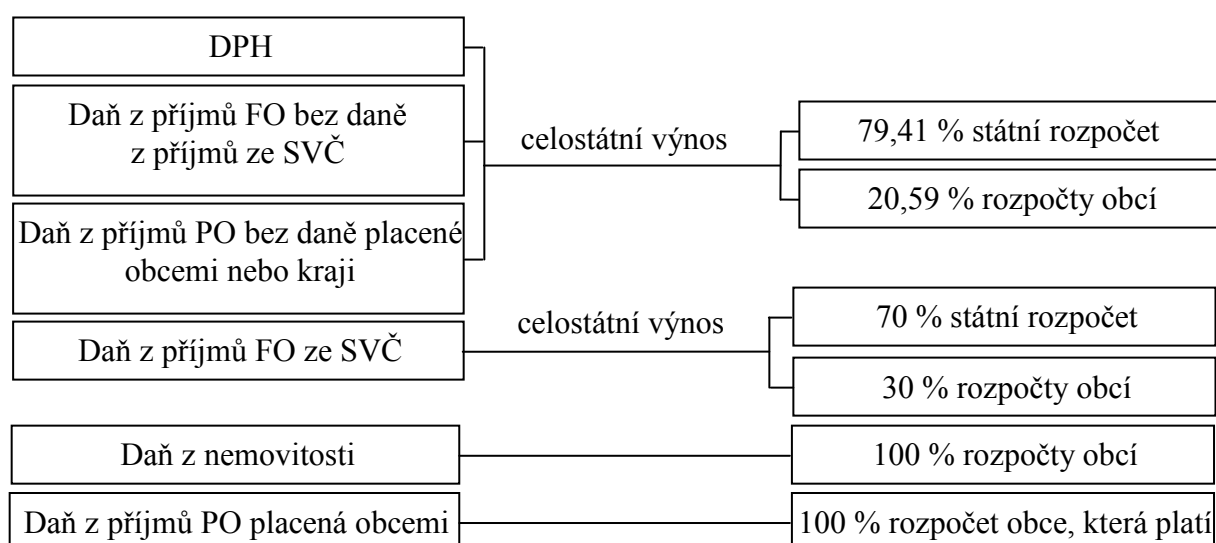 DPH
Daň z příjmů FO bez daně
z příjmů ze SVČ
Daň z příjmů PO bez daně placené
obcemi nebo kraji
Daň z příjmů FO ze SVČ
celostátní výnos
79,41 % státní rozpočet
20,59 % rozpočty obcí
celostátní výnos
70 % státní rozpočet
30 % rozpočty obcí
Daň z nemovitosti
100 % rozpočty obcí
Daň z příjmů PO placená obcemi
100 % rozpočet obce, která platí